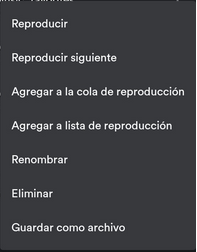 Reproducir
Reproducir siguiente
Agregar a la cola de reproducción
Agregar a lista de reproducción
Renombrar
Eliminar
Guardar como archivo